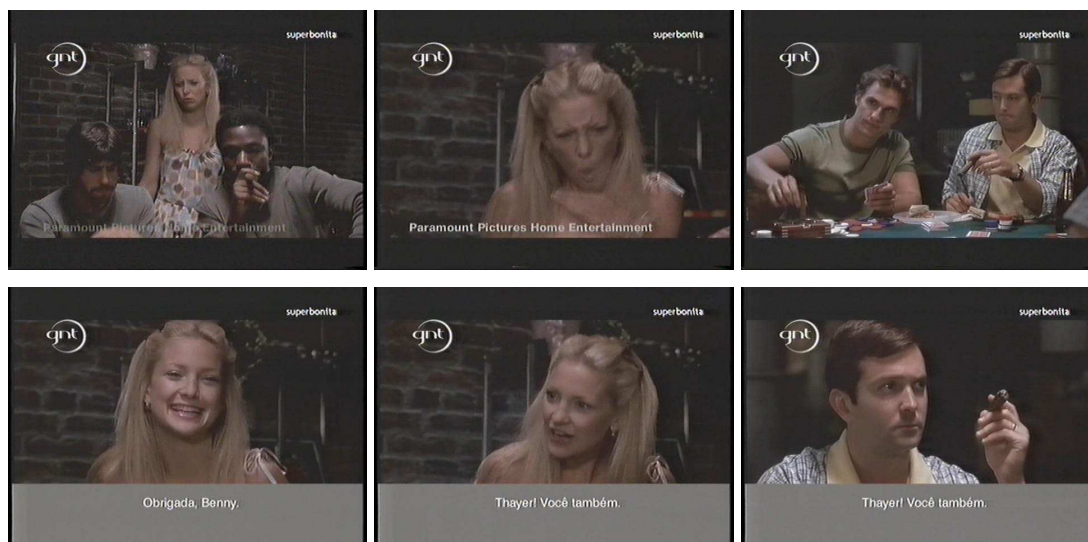 superbonita
gnt
superbonita
gnt
superbonita
gnt
Paramount Pictures Home Entertainment
Paramount Pictures Home Entertainment
superbonita
gnt
superbonita
gnt
superbonita
gnt
Obrigada, Benny.
Thayer! Você também.
Thayer! Você também.